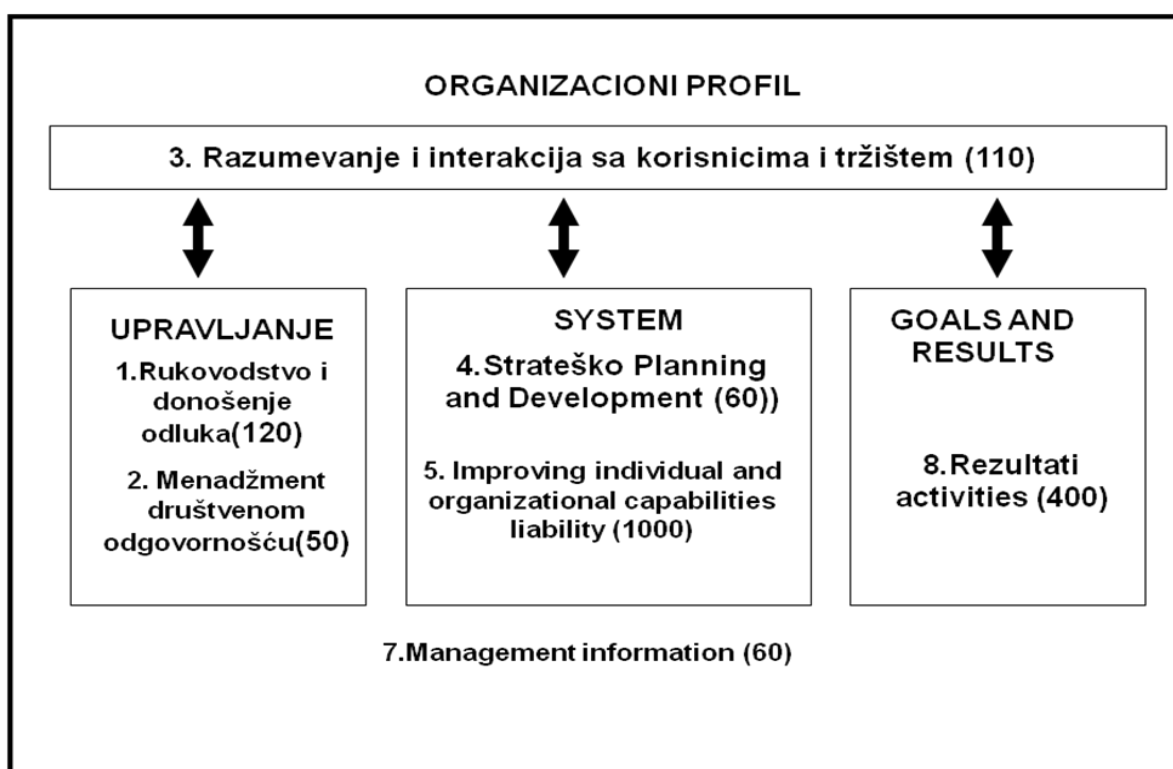 ORGANIZACIONI PROFIL
3. Razumevanje i interakcija sa korisnicima i tržištem (110)
UPRAVLJANJE
1.Rukovodstvo i
donošenje
odluka(120)
2. Menadžment
društvenom
odgovornošću(50)
SYSTEM
4.Strateško Planning
and Development (60))
5. Improving individual and
organizational capabilities
liability (1000)
GOALS AND
RESULTS
8.Rezultati
activities (400)
7.Management information (60)